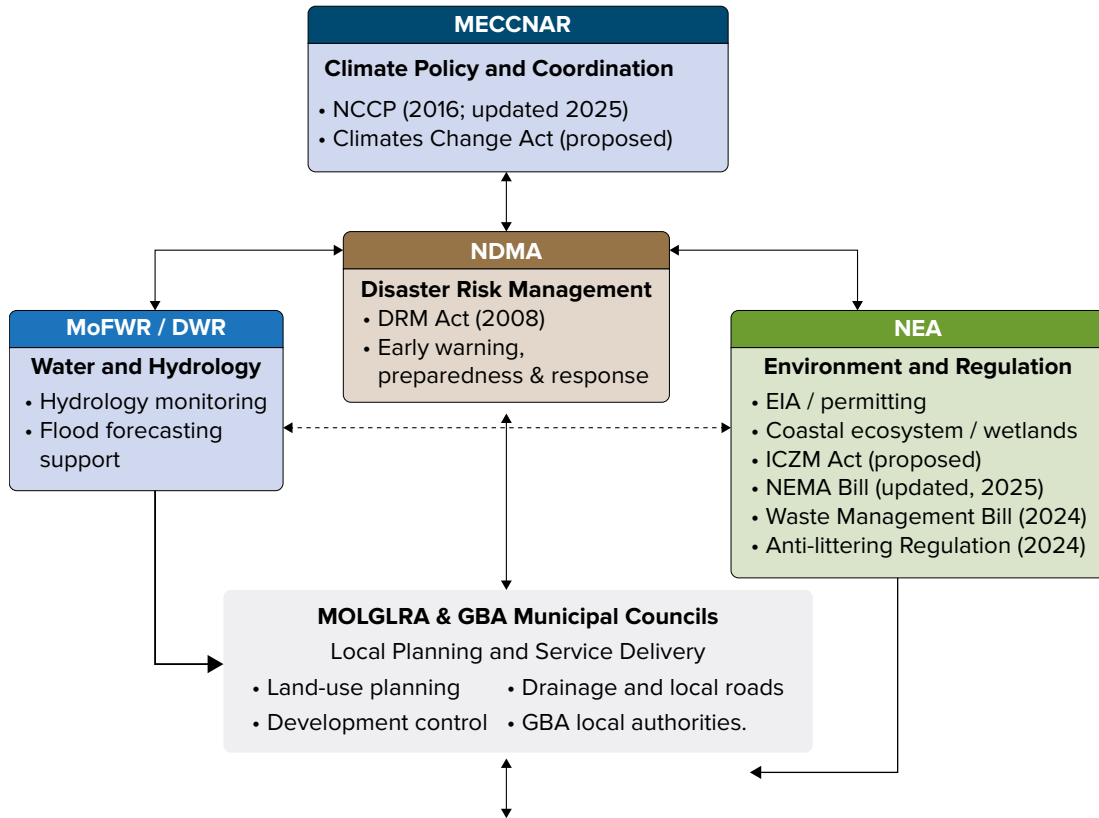 MECCNAR
Climate Policy and Coordination
• NCCP (2016; updated 2025)
• Climates Change Act (proposed)
NDMA
Disaster Risk Management
• DRM Act (2008)
• Early warning,
preparedness & response
MoFWR / DWR
Water and Hydrology
• Hydrology monitoring
• Flood forecasting
support
NEA
Environment and Regulation
• EIA / permitting
• Coastal ecosystem / wetlands
• ICZM Act (proposed)
• NEMA Bill (updated, 2025)
• Waste Management Bill (2024)
• Anti-littering Regulation (2024)
MOLGLRA & GBA Municipal Councils
Local Planning and Service Delivery
• Land-use planning
• Development control
• Drainage and local roads
• GBA local authorities.